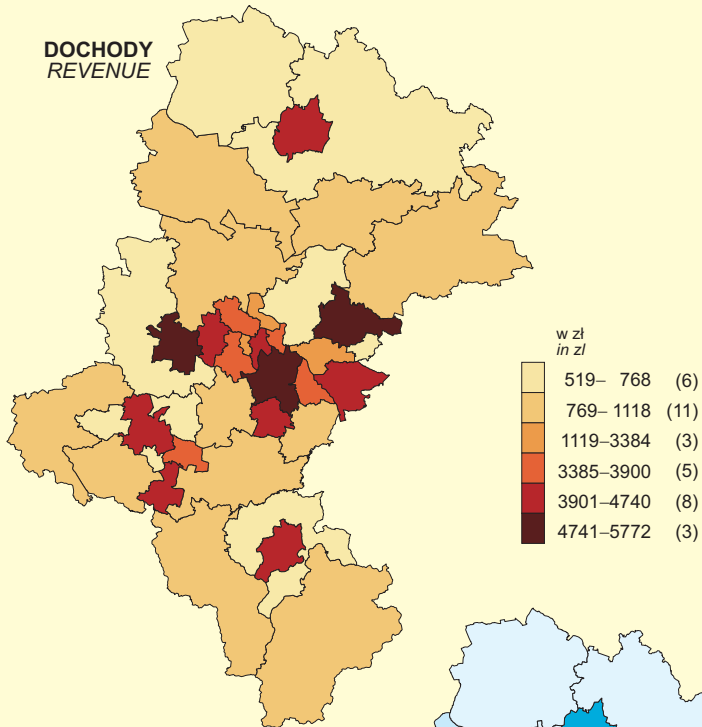 DOCHODY
REVENUE
w zł
in zl
519– 768 (6)
769– 1118 (11)
1119–3384 (3)
3385–3900 (5)
3901–4740 (8)
4741–5772 (3)